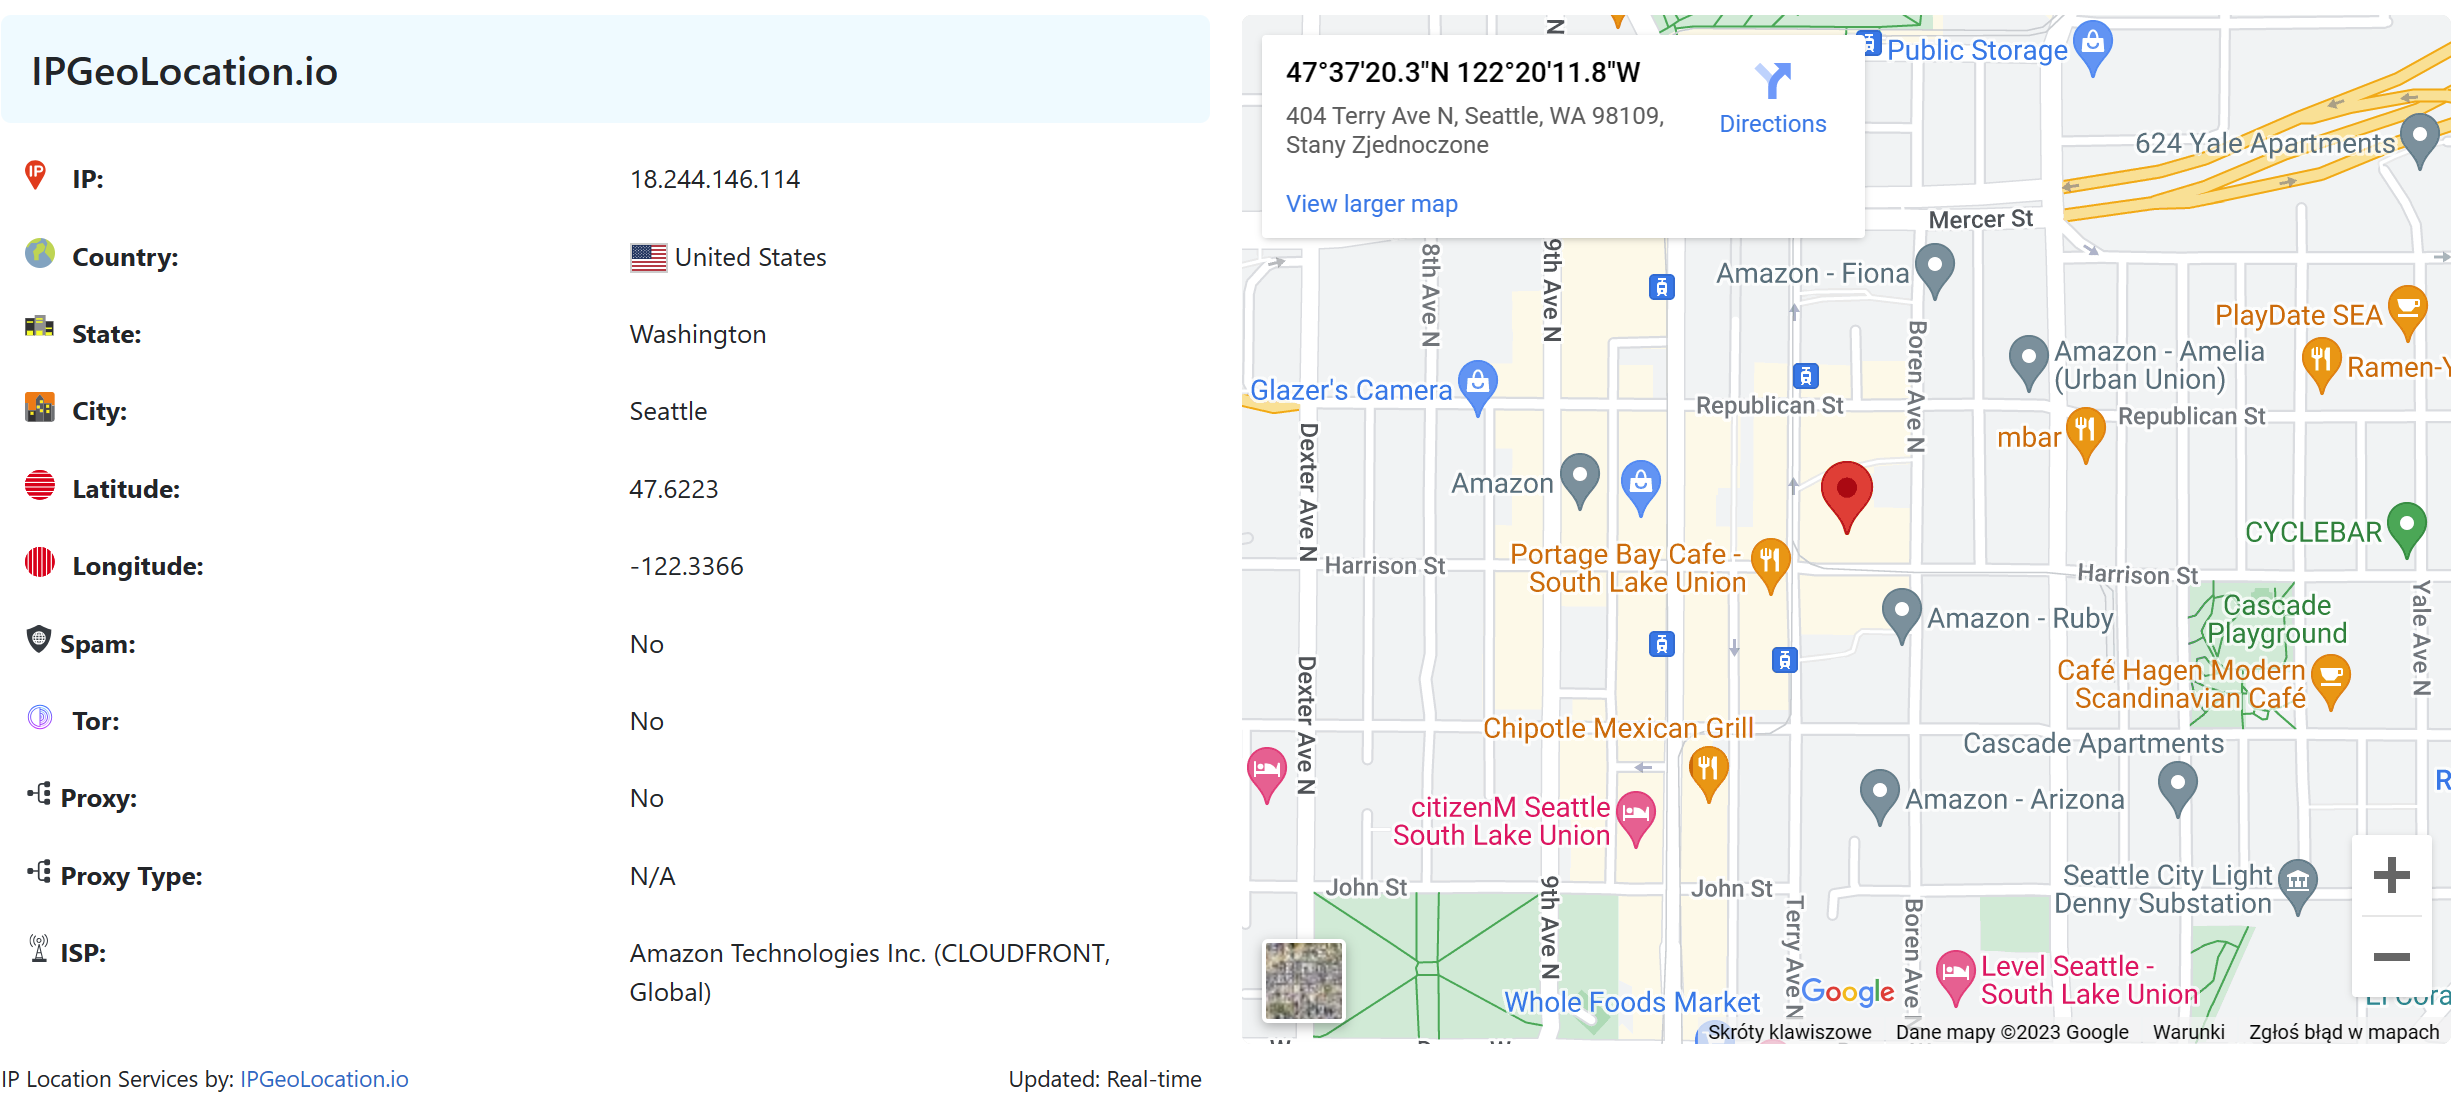 IPGeoLocation.io
IP:
18.244.146.114
Country:
United States
State:
Washington
City:
Seattle
Latitude:
47.6223
Longitude:
-122.3366
Spam:
No
Tor:
No
Proxy:
No
Proxy Type:
N/A
ISP:
Amazon Technologies Inc. (CLOUDFRONT,
Global)
IP Location Services by: IPGeoLocation.io
Updated: Real-time
47°37'20.3"N 122°20'11.8"W
404 Terry Ave N, Seattle, WA 98109,
Stany Zjednoczone
Directions
View larger map
Public Storage
624 Yale Apartments
Mercer St
8th Ave N
9th Ave N
Amazon - Fiona
PlayDate SEA
Boren Ave N
Amazon - Amelia
(Urban Union)
Ramen-
Glazer's Camera
Republican St
Republican St
mbar
Dexter Ave N
Amazon
CYCLEBAR
Portage Bay Cafe -
South Lake Union
Harrison St
Harrison St
Yale Ave N
Cascade
Playground
Amazon - Ruby
Café Hagen Modern
Scandinavian Café
Dexter Ave N
Chipotle Mexican Grill
Cascade Apartments
Amazon - Arizona
citizenM Seattle
South Lake Union
Seattle City Light
Denny Substation
John St
John St
9th Ave N
Terry Ave N
Boren Ave N
Level Seattle -
South Lake Union
Whole Foods Market
Google
Skróty klawiszowe
Dane mapy ©2023 Google
Warunki
Zgłoś błąd w mapach